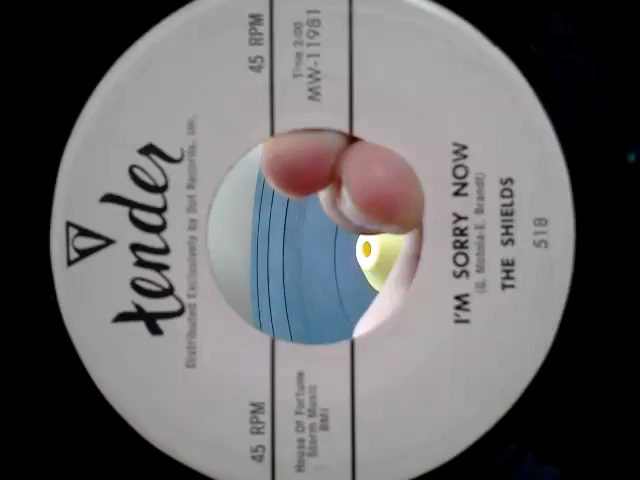 tender
Distributed Exclusively by Dot Records, Inc.
45 RPM
45 RPM
House Of Fortune
Storm Music
BMI
Time 2:08
MW-11981
I'M SORRY NOW
THE SHIELDS
518